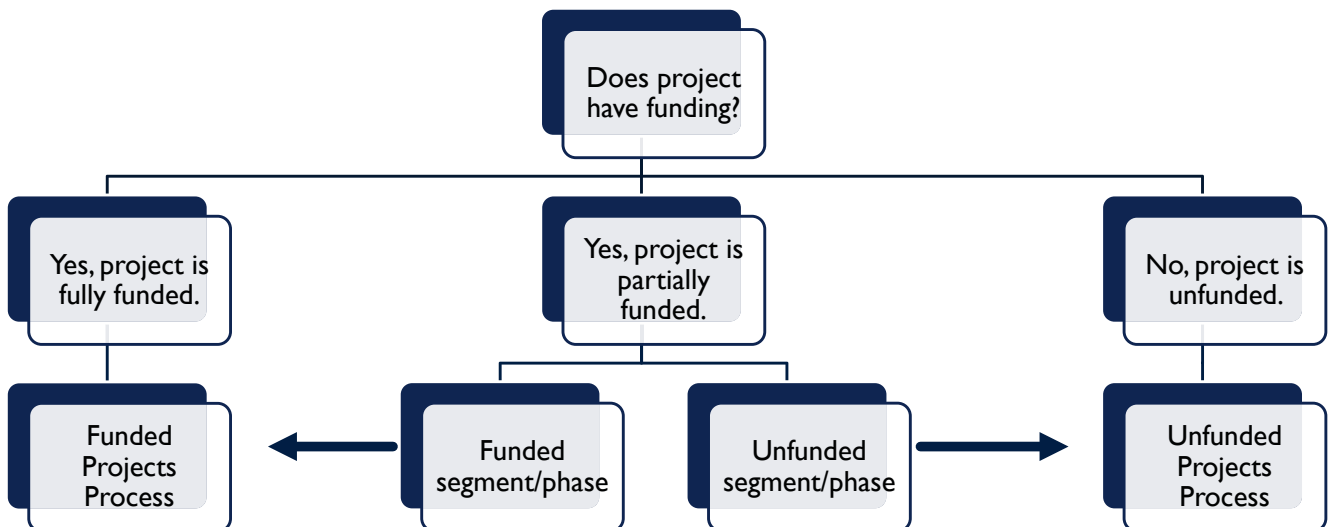 Does project
have funding?
Yes, project is
fully funded.
Yes, project is
partially
funded.
No, project is
unfunded.
Funded
Projects
Process
Funded
segment/phase
Unfunded
segment/phase
Unfunded
Projects
Process